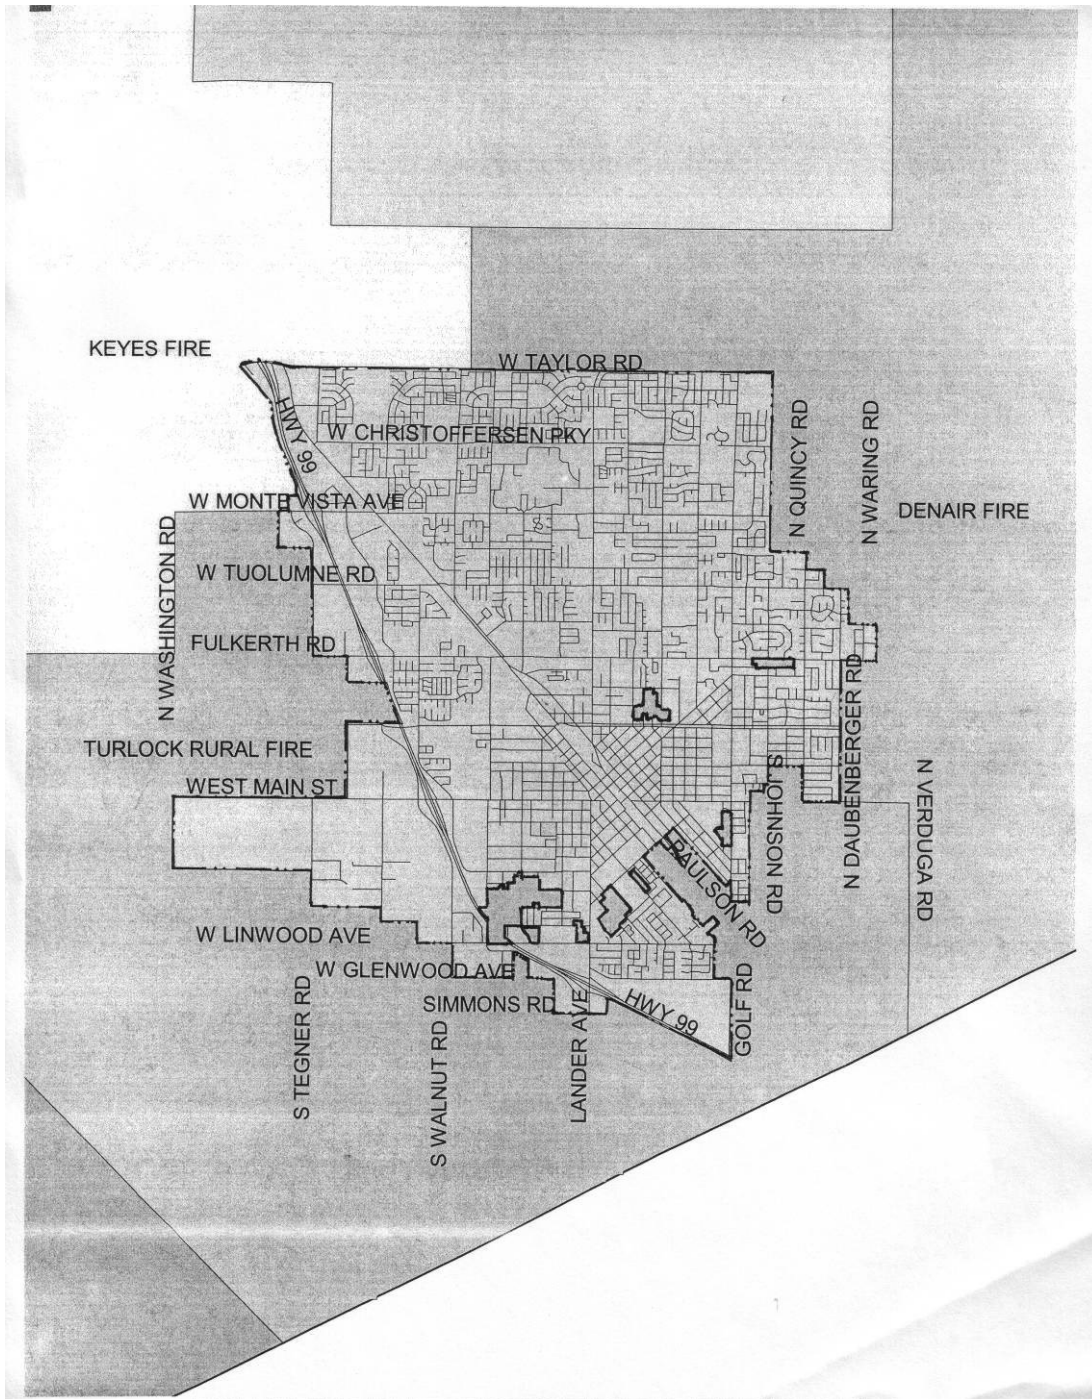 KEYES FIRE
W TAYLOR RD
HWY 99
W CHRISTOFFERSEN PKY
N QUINCY RD
N WARING RD
W MONTE VISTA AVE
DENAIR FIRE
N WASHINGTON RD
W TUOLUMNE RD
FULKERTH RD
N DAUBENBERGER RD
TURLOCK RURAL FIRE
S JOHNSON RD
N VERDUGA RD
WEST MAIN ST
PAULSON RD
W LINWOOD AVE
W GLENWOOD AVE
SIMMONS RD
S TEGNER RD
S WALNUT RD
LANDER AVE
HWY 99
GOLF RD